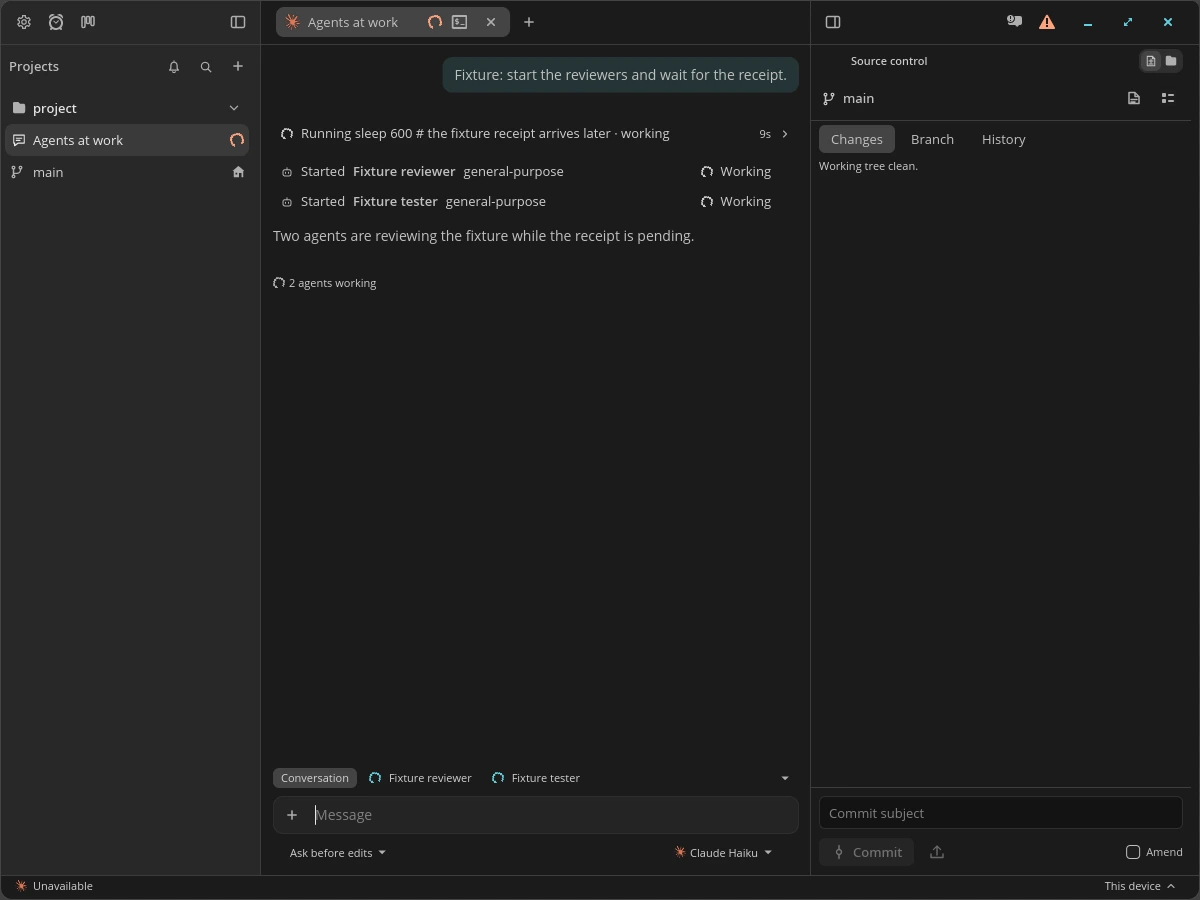 Agents at work
Projects
project
Agents at work
main
Fixture: start the reviewers and wait for the receipt.
Running sleep 600 # the fixture receipt arrives later · working 9s
Started Fixture reviewer general-purpose Working
Started Fixture tester general-purpose Working
Two agents are reviewing the fixture while the receipt is pending.
2 agents working
Conversation Fixture reviewer Fixture tester
Message
Ask before edits Claude Haiku
Source control
main
Changes Branch History
Working tree clean.
Commit subject
Commit Amend
Unavailable This device